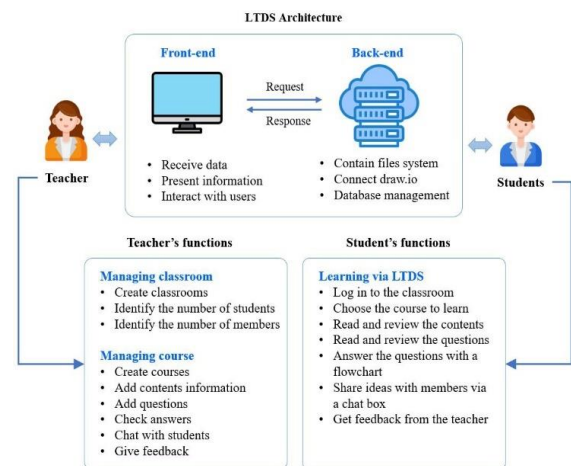 LTDS Architecture
Front-end
Back-end
Request
Response
• Receive data
• Present information
• Interact with users
• Contain files system
• Connect draw.io
• Database management
Teacher
Students
Teacher's functions
Managing classroom
• Create classrooms
• Identify the number of students
• Identify the number of members
Managing course
• Create courses
• Add contents information
• Add questions
• Check answers
• Chat with students
• Give feedback
Student's functions
Learning via LTDS
• Log in to the classroom
• Choose the course to learn
• Read and review the contents
• Read and review the questions
• Answer the questions with a
flowchart
• Share ideas with members via
a chat box
• Get feedback from the teacher